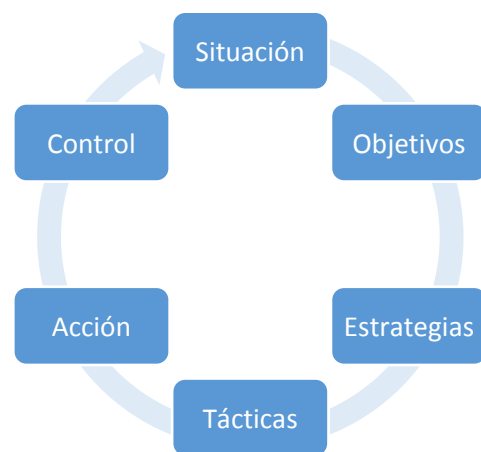 Situación
Objetivos
Estrategias
Tácticas
Acción
Control